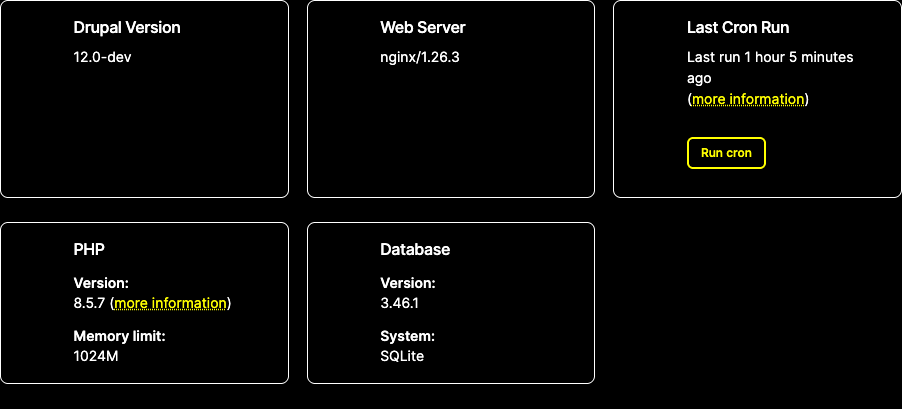 Drupal Version
12.0-dev
Web Server
nginx/1.26.3
Last Cron Run
Last run 1 hour 5 minutes
ago
(more information)
Run cron
PHP
Version:
8.5.7 (more information)
Memory limit:
1024M
Database
Version:
3.46.1
System:
SQLite